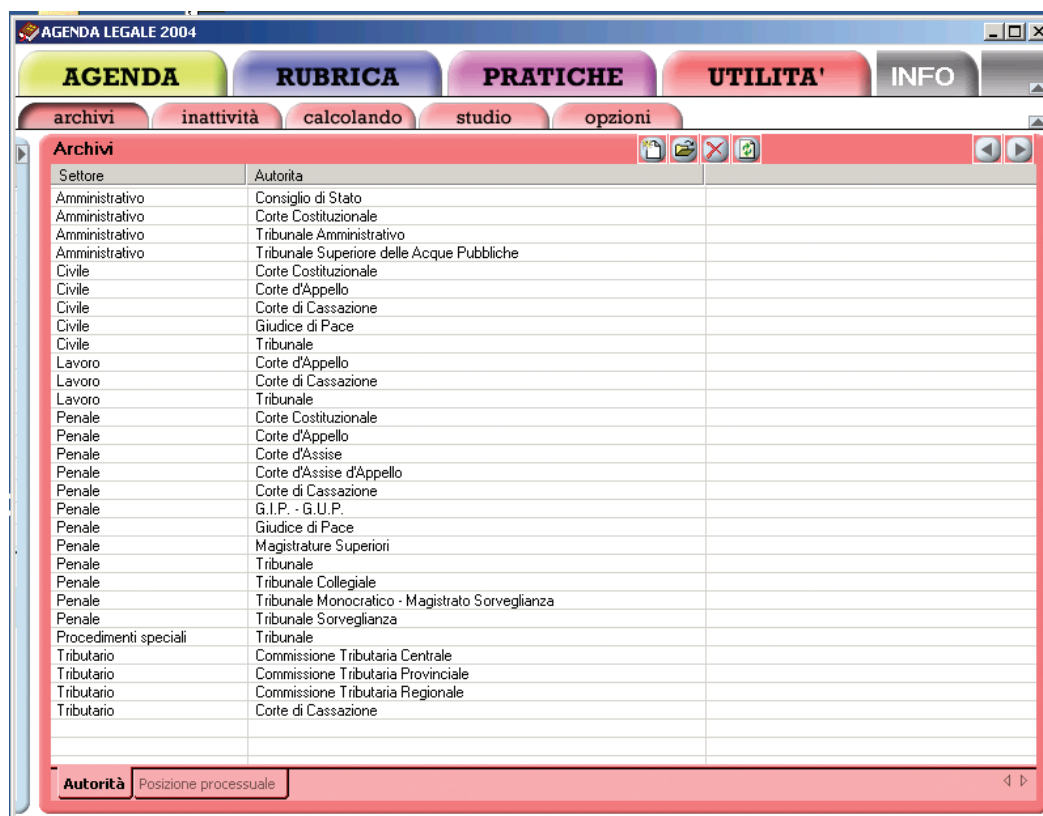 AGENDA LEGALE 2004
AGENDA RUBRICA PRATICHE UTILITA' INFO
archivi inattività calcolando studio opzioni
Archivi
Settore Autorita
Amministrativo Consiglio di Stato
Amministrativo Corte Costituzionale
Amministrativo Tribunale Amministrativo
Amministrativo Tribunale Superiore delle Acque Pubbliche
Civile Corte Costituzionale
Civile Corte d'Appello
Civile Corte di Cassazione
Civile Giudice di Pace
Civile Tribunale
Lavoro Corte d'Appello
Lavoro Corte di Cassazione
Lavoro Tribunale
Penale Corte Costituzionale
Penale Corte d'Appello
Penale Corte d'Assise
Penale Corte d'Assise d'Appello
Penale Corte di Cassazione
Penale G.I.P. - G.U.P.
Penale Giudice di Pace
Penale Magistrature Superiori
Penale Tribunale
Penale Tribunale Collegiale
Penale Tribunale Monocratico - Magistrato Sorveglianza
Penale Tribunale Sorveglianza
Procedimenti speciali Tribunale
Tributario Commissione Tributaria Centrale
Tributario Commissione Tributaria Provinciale
Tributario Commissione Tributaria Regionale
Tributario Corte di Cassazione
Autorità Posizione processuale